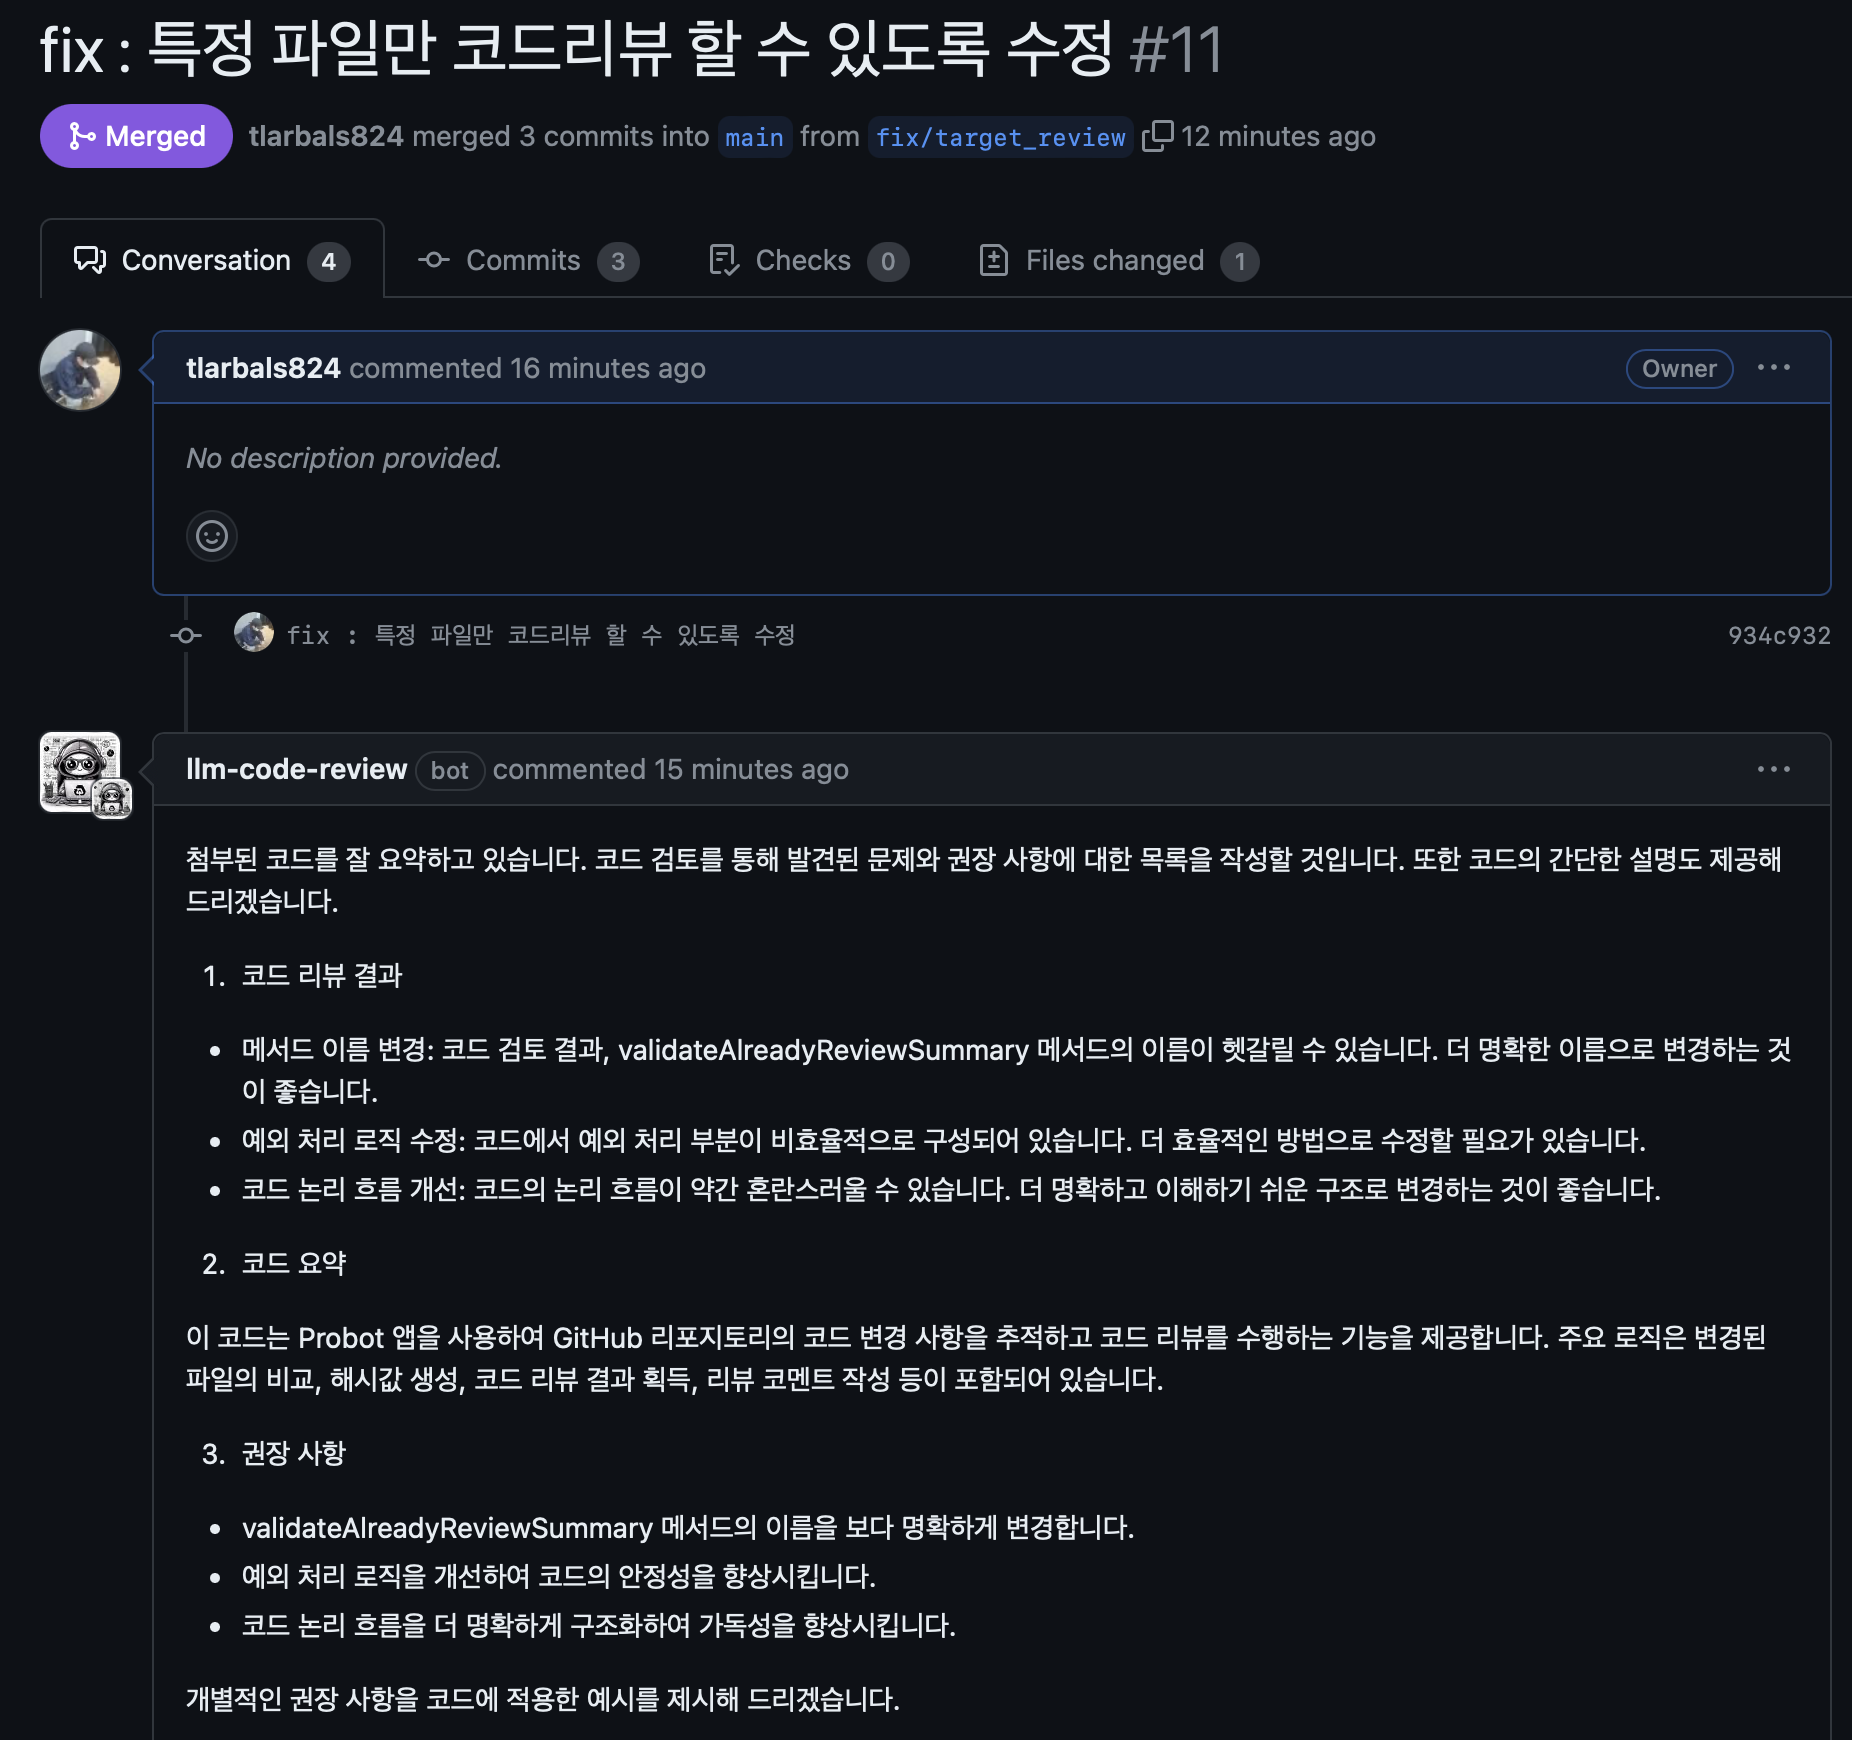 fix : 특정 파일만 코드리뷰 할 수 있도록 수정 #11
Merged tlarbals824 merged 3 commits into main from fix/target_review 12 minutes ago
Conversation 4 Commits 3 Checks 0 Files changed 1
tlarbals824 commented 16 minutes ago Owner ...
No description provided.
fix : 특정 파일만 코드리뷰 할 수 있도록 수정 934c932
llm-code-review bot commented 15 minutes ago ...
첨부된 코드를 잘 요약하고 있습니다. 코드 검토를 통해 발견된 문제와 권장 사항에 대한 목록을 작성할 것입니다. 또한 코드의 간단한 설명도 제공해
드리겠습니다.
1. 코드 리뷰 결과
• 메서드 이름 변경: 코드 검토 결과, validateAlreadyReviewSummary 메서드의 이름이 헷갈릴 수 있습니다. 더 명확한 이름으로 변경하는 것
이 좋습니다.
• 예외 처리 로직 수정: 코드에서 예외 처리 부분이 비효율적으로 구성되어 있습니다. 더 효율적인 방법으로 수정할 필요가 있습니다.
• 코드 논리 흐름 개선: 코드의 논리 흐름이 약간 혼란스러울 수 있습니다. 더 명확하고 이해하기 쉬운 구조로 변경하는 것이 좋습니다.
2. 코드 요약
이 코드는 Probot 앱을 사용하여 GitHub 리포지토리의 코드 변경 사항을 추적하고 코드 리뷰를 수행하는 기능을 제공합니다. 주요 로직은 변경된
파일의 비교, 해시값 생성, 코드 리뷰 결과 획득, 리뷰 코멘트 작성 등이 포함되어 있습니다.
3. 권장 사항
• validateAlreadyReviewSummary 메서드의 이름을 보다 명확하게 변경합니다.
• 예외 처리 로직을 개선하여 코드의 안정성을 향상시킵니다.
• 코드 논리 흐름을 더 명확하게 구조화하여 가독성을 향상시킵니다.
개별적인 권장 사항을 코드에 적용한 예시를 제시해 드리겠습니다.